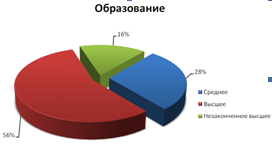 Образование
16%
28%
56%
Среднее
Высшее
Незаконченное высшее